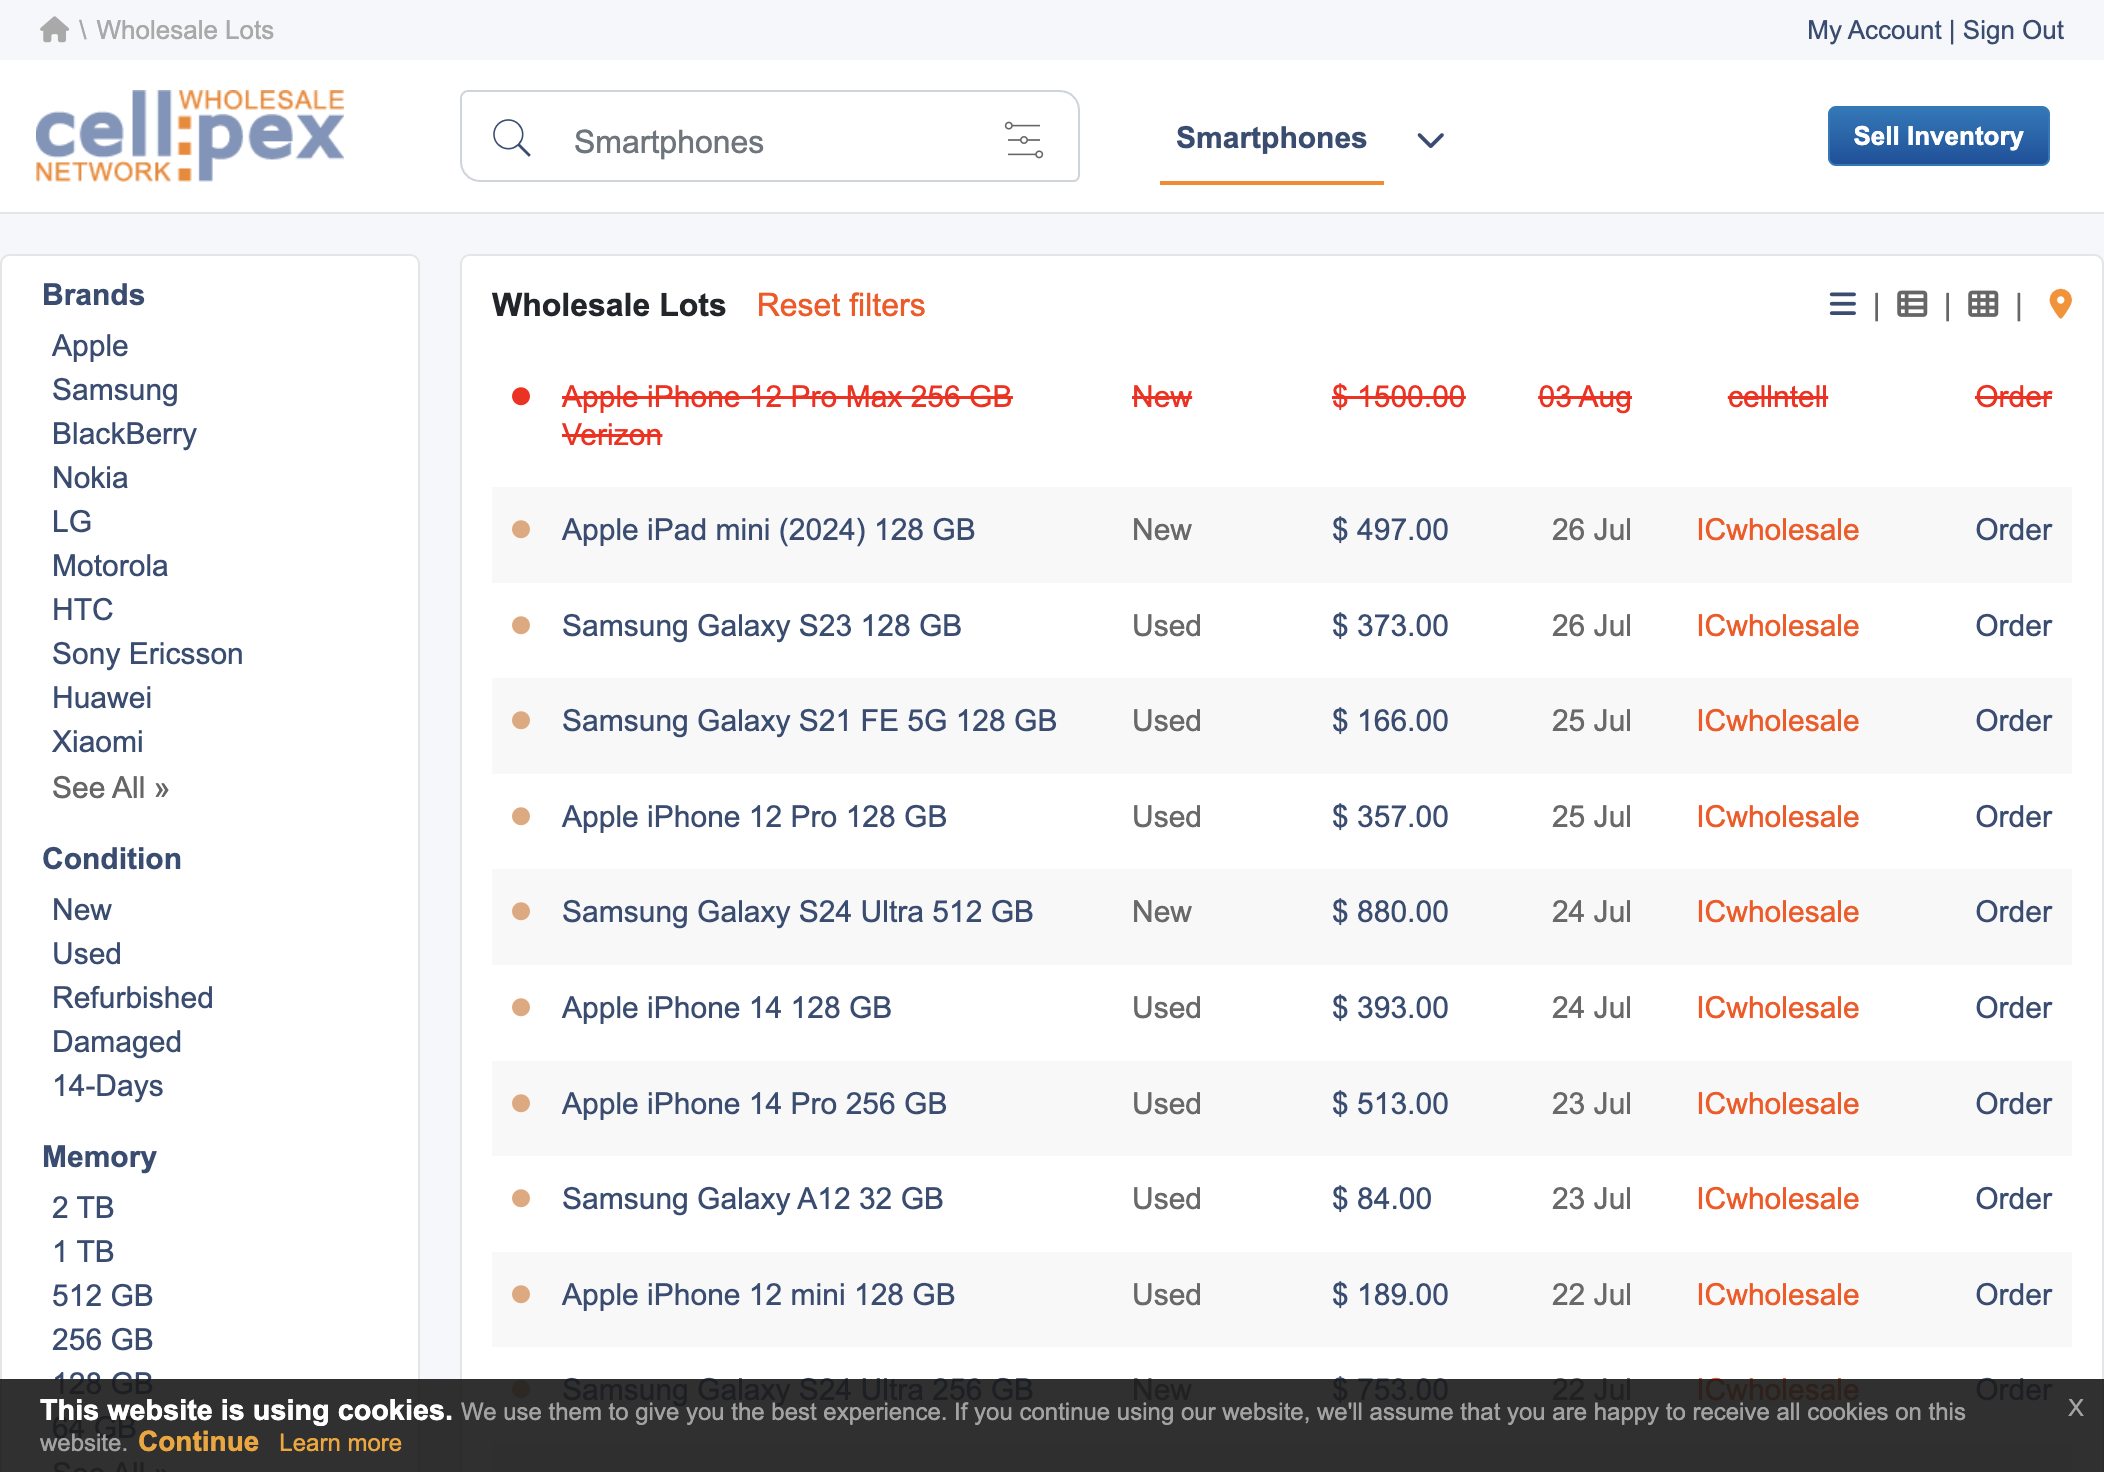 \ Wholesale Lots
My Account | Sign Out
WHOLESALE
cell:pex
NETWORK
Smartphones
Smartphones
Sell Inventory
Brands
Apple
Samsung
BlackBerry
Nokia
LG
Motorola
HTC
Sony Ericsson
Huawei
Xiaomi
See All »
Condition
New
Used
Refurbished
Damaged
14-Days
Memory
2 TB
1 TB
512 GB
256 GB
128 GB
64 GB
See All »
Wholesale Lots Reset filters
| | |
Apple iPhone 12 Pro Max 256 GB New $ 1500.00 03 Aug cellntell Order
Verizon
Apple iPad mini (2024) 128 GB New $ 497.00 26 Jul ICwholesale Order
Samsung Galaxy S23 128 GB Used $ 373.00 26 Jul ICwholesale Order
Samsung Galaxy S21 FE 5G 128 GB Used $ 166.00 25 Jul ICwholesale Order
Apple iPhone 12 Pro 128 GB Used $ 357.00 25 Jul ICwholesale Order
Samsung Galaxy S24 Ultra 512 GB New $ 880.00 24 Jul ICwholesale Order
Apple iPhone 14 128 GB Used $ 393.00 24 Jul ICwholesale Order
Apple iPhone 14 Pro 256 GB Used $ 513.00 23 Jul ICwholesale Order
Samsung Galaxy A12 32 GB Used $ 84.00 23 Jul ICwholesale Order
Apple iPhone 12 mini 128 GB Used $ 189.00 22 Jul ICwholesale Order
Samsung Galaxy S24 Ultra 256 GB New $ 753.00 22 Jul ICwholesale Order
This website is using cookies. We use them to give you the best experience. If you continue using our website, we'll assume that you are happy to receive all cookies on this
website. Continue Learn more
X